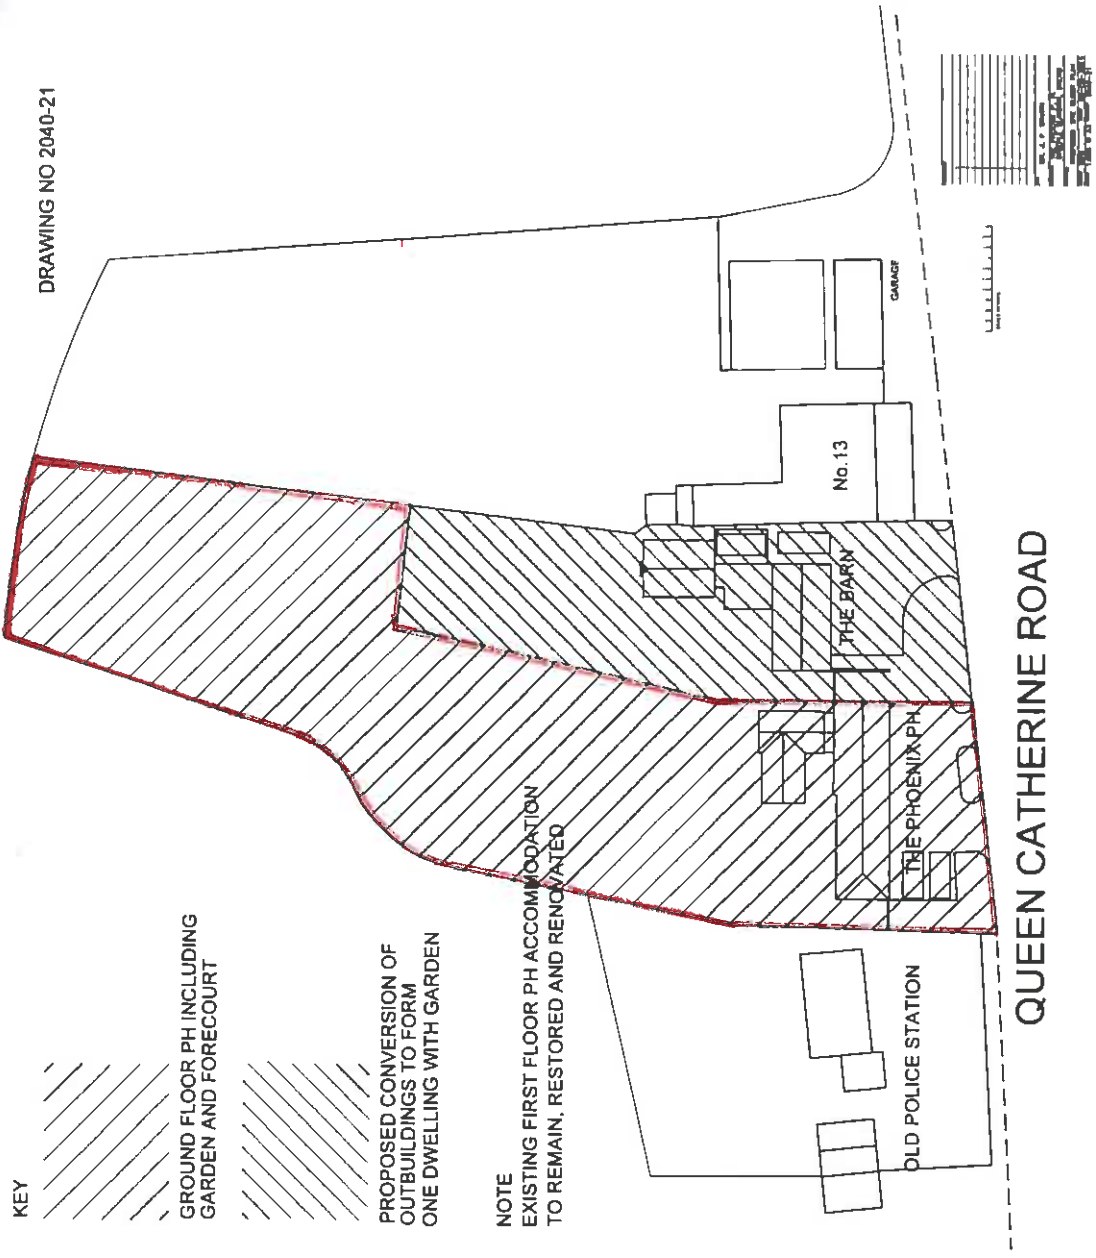 DRAWING NO 2040-21
KEY
GROUND FLOOR PH INCLUDING
GARDEN AND FORECOURT
PROPOSED CONVERSION OF
OUTBUILDINGS TO FORM
ONE DWELLING WITH GARDEN
NOTE
EXISTING FIRST FLOOR PH ACCOMMODATION
TO REMAIN, RESTORED AND RENOVATED
OLD POLICE STATION
THE PHOENIX PH
THE BARN
No.13
GARAGE
QUEEN CATHERINE ROAD